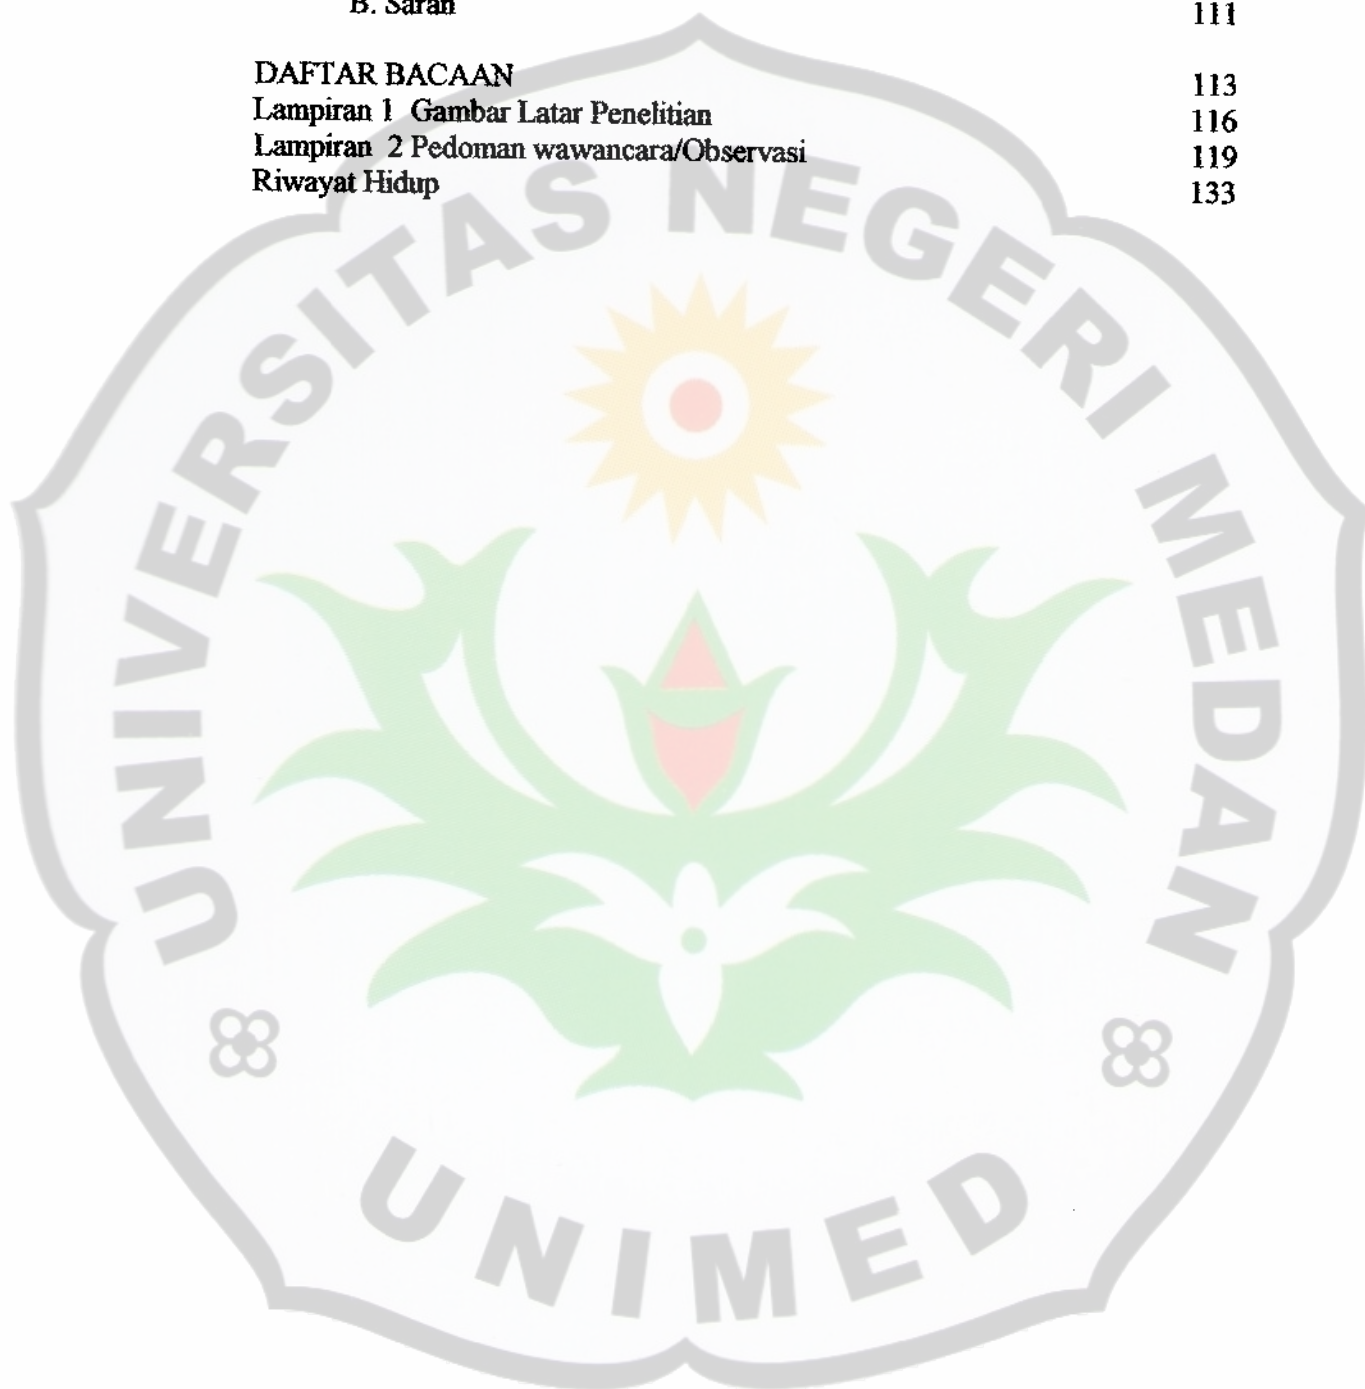 B. Saran 111
DAFTAR BACAAN 113
Lampiran 1 Gambar Latar Penelitian 116
Lampiran 2 Pedoman wawancara/Observasi 119
Riwayat Hidup 133
UNIVERSITAS NEGERI MEDAN
UNIMED